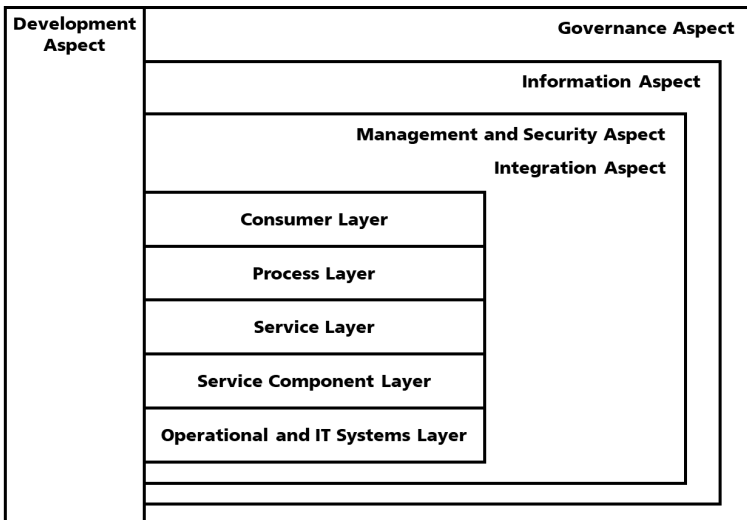 Development
Aspect
Governance Aspect
Information Aspect
Management and Security Aspect
Integration Aspect
Consumer Layer
Process Layer
Service Layer
Service Component Layer
Operational and IT Systems Layer